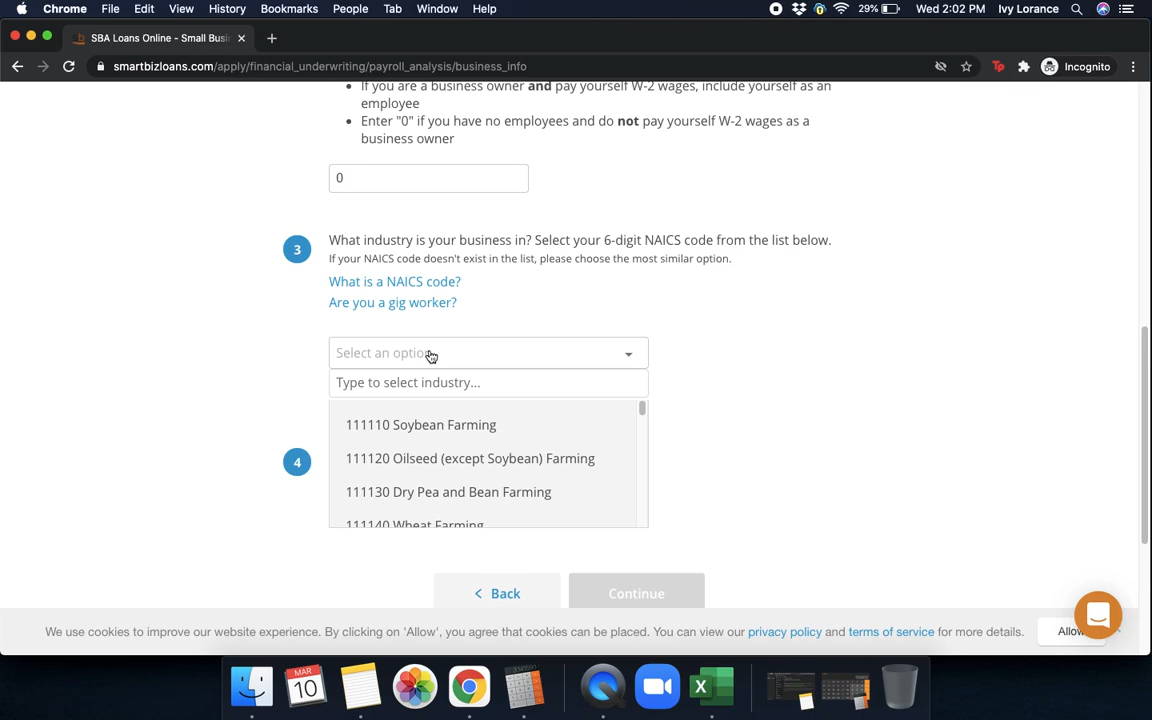 Chrome File Edit View History Bookmarks People Tab Window Help 29% Wed 2:02 PM Ivy Lorance
SBA Loans Online - Small Busi
smartbizloans.com/apply/financial_underwriting/payroll_analysis/business_info Incognito
• If you are a business owner and pay yourself W-2 wages, include yourself as an
employee
• Enter "0" if you have no employees and do not pay yourself W-2 wages as a
business owner
0
3 What industry is your business in? Select your 6-digit NAICS code from the list below.
If your NAICS code doesn't exist in the list, please choose the most similar option.
What is a NAICS code?
Are you a gig worker?
Select an option
Type to select industry...
111110 Soybean Farming
4 111120 Oilseed (except Soybean) Farming
111130 Dry Pea and Bean Farming
111140 Wheat Farming
< Back Continue
We use cookies to improve our website experience. By clicking on 'Allow', you agree that cookies can be placed. You can view our privacy policy and terms of service for more details. Allow
MAR
10